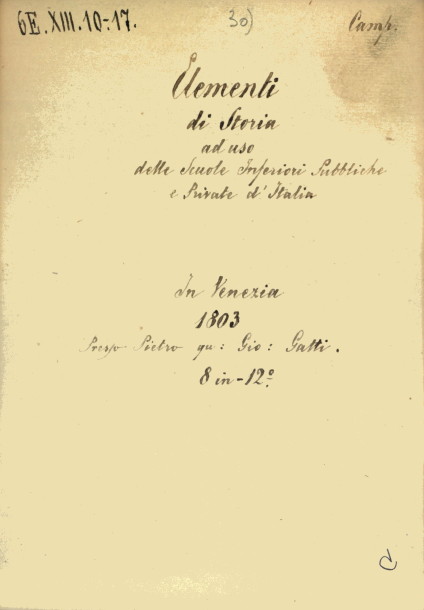 6E.XIII.10-17.
30)
Camp.
Elementi
di Storia
ad uso
delle Scuole Inferiori Pubbliche
e Private d'Italia
In Venezia
1803
Presso Pietro qu: Gio: Gatti.
8 in-12º.